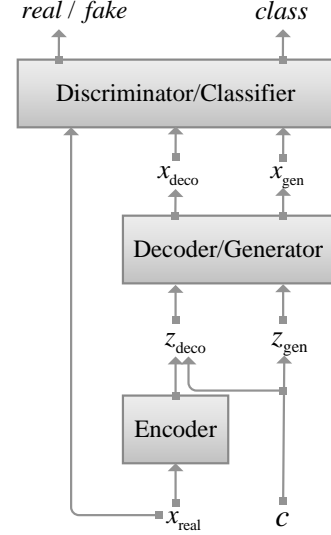 real / fake class
Discriminator/Classifier
x_deco x_gen
Decoder/Generator
z_deco z_gen
Encoder
x_real c